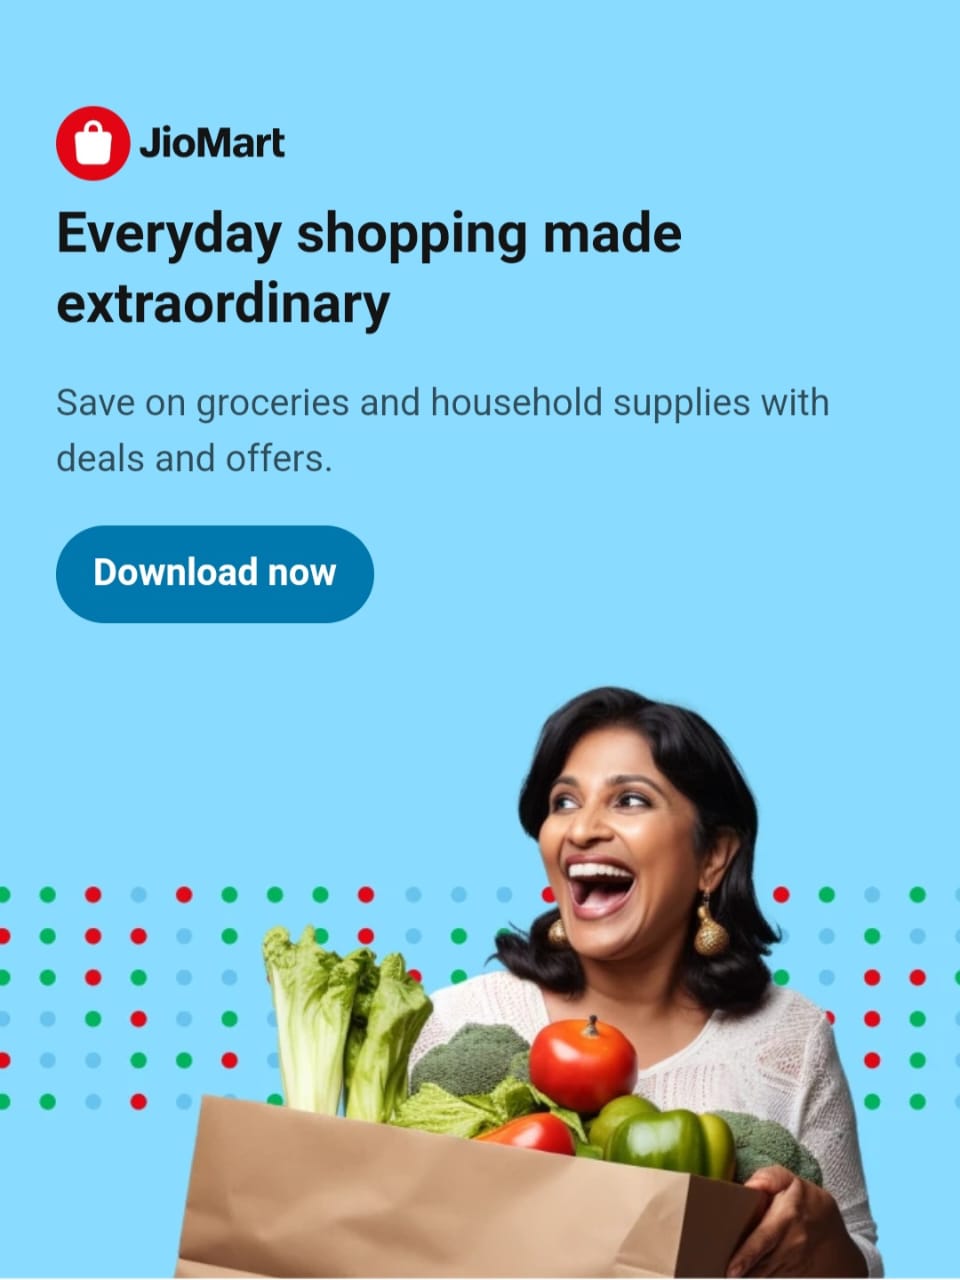 JioMart
Everyday shopping made
extraordinary
Save on groceries and household supplies with
deals and offers.
Download now